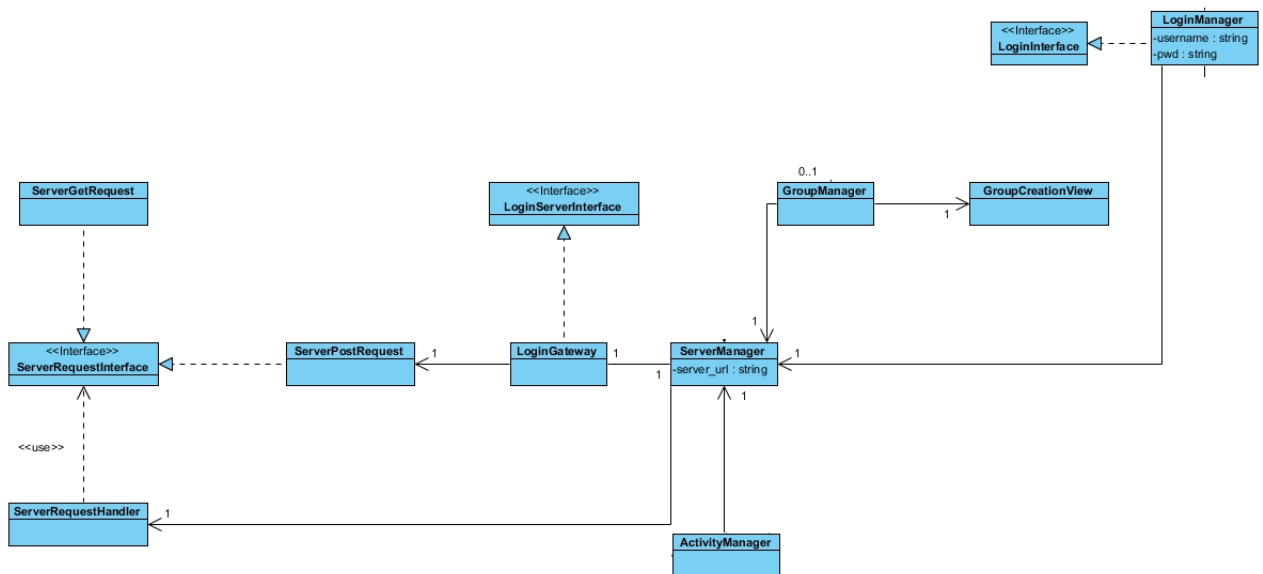 LoginManager
-username : string
-pwd : string
<<Interface>>
LoginInterface
0..1
ServerGetRequest
<<Interface>>
LoginServerInterface
GroupManager
GroupCreationView
1
1
<<Interface>>
ServerRequestInterface
ServerPostRequest
1
LoginGateway
1
1
ServerManager
-server_url : string
1
1
<<use>>
ServerRequestHandler
1
ActivityManager